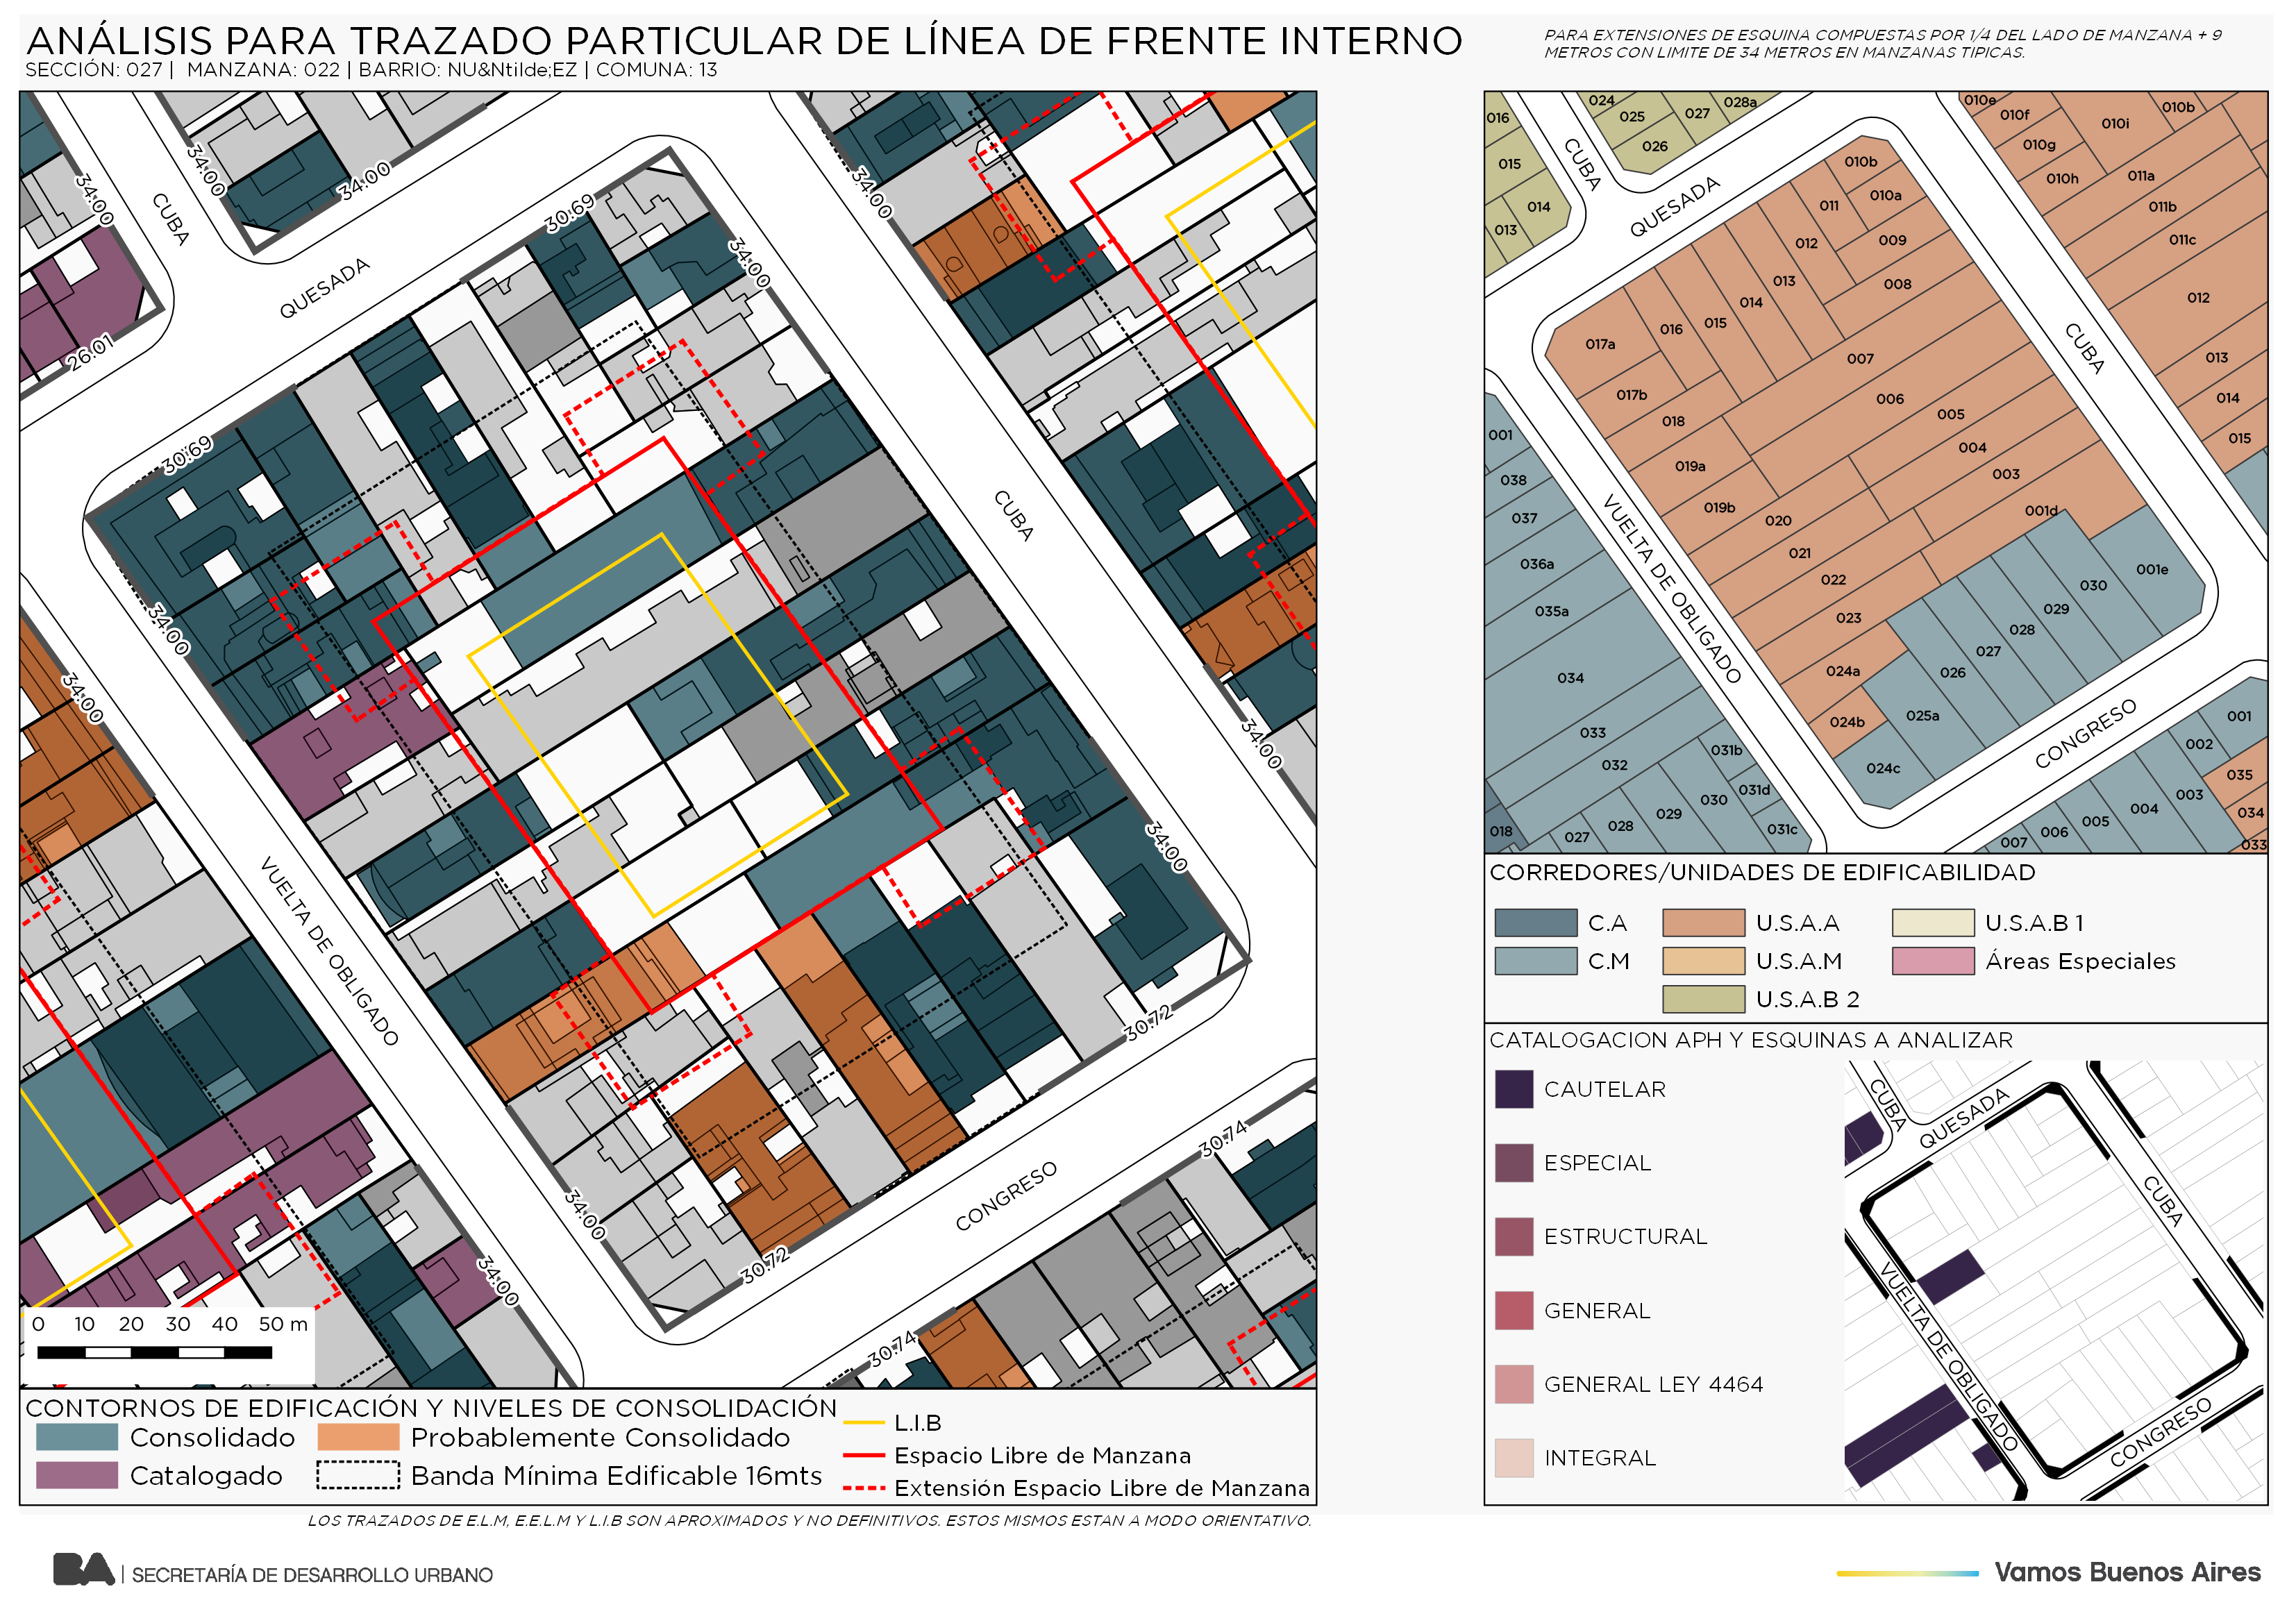 ANÁLISIS PARA TRAZADO PARTICULAR DE LÍNEA DE FRENTE INTERNO
SECCIÓN: 027 | MANZANA: 022 | BARRIO: NU&Ntilde;EZ | COMUNA: 13
PARA EXTENSIONES DE ESQUINA COMPUESTAS POR 1/4 DEL LADO DE MANZANA + 9
METROS CON LIMITE DE 34 METROS EN MANZANAS TIPICAS.
34.00
34.00
34.00
CUBA
QUESADA
26.01
30.69
34.00
34.00
30.69
34.00
34.00
CUBA
34.00
VUELTA DE OBLIGADO
34.00
30.72
34.00
30.72
34.00
CONGRESO
30.74
30.74
0 10 20 30 40 50 m
CONTORNOS DE EDIFICACIÓN Y NIVELES DE CONSOLIDACIÓN
Consolidado
Probablemente Consolidado
Catalogado
Banda Mínima Edificable 16mts
L.I.B
Espacio Libre de Manzana
Extensión Espacio Libre de Manzana
LOS TRAZADOS DE E.L.M, E.E.L.M Y L.I.B SON APROXIMADOS Y NO DEFINITIVOS. ESTOS MISMOS ESTAN A MODO ORIENTATIVO.
016
015
014
013
CUBA
024
025
026
027
028a
QUESADA
010e
010f
010g
010h
010i
010b
011a
011b
011c
012
013
014
015
CUBA
010b
010a
011
009
012
008
013
014
015
016
017a
017b
007
018
006
019a
005
019b
004
020
003
021
001d
022
023
024a
024b
024c
025a
026
027
028
029
030
001e
VUELTA DE OBLIGADO
CONGRESO
001
038
037
036a
035a
034
033
032
031b
031d
031c
030
029
028
027
018
001
002
003
004
005
006
007
035
034
033
CORREDORES/UNIDADES DE EDIFICABILIDAD
C.A
U.S.A.A
U.S.A.B 1
C.M
U.S.A.M
Áreas Especiales
U.S.A.B 2
CATALOGACION APH Y ESQUINAS A ANALIZAR
CAUTELAR
ESPECIAL
ESTRUCTURAL
GENERAL
GENERAL LEY 4464
INTEGRAL
CUBA
QUESADA
CUBA
VUELTA DE OBLIGADO
CONGRESO
BA | SECRETARÍA DE DESARROLLO URBANO
Vamos Buenos Aires